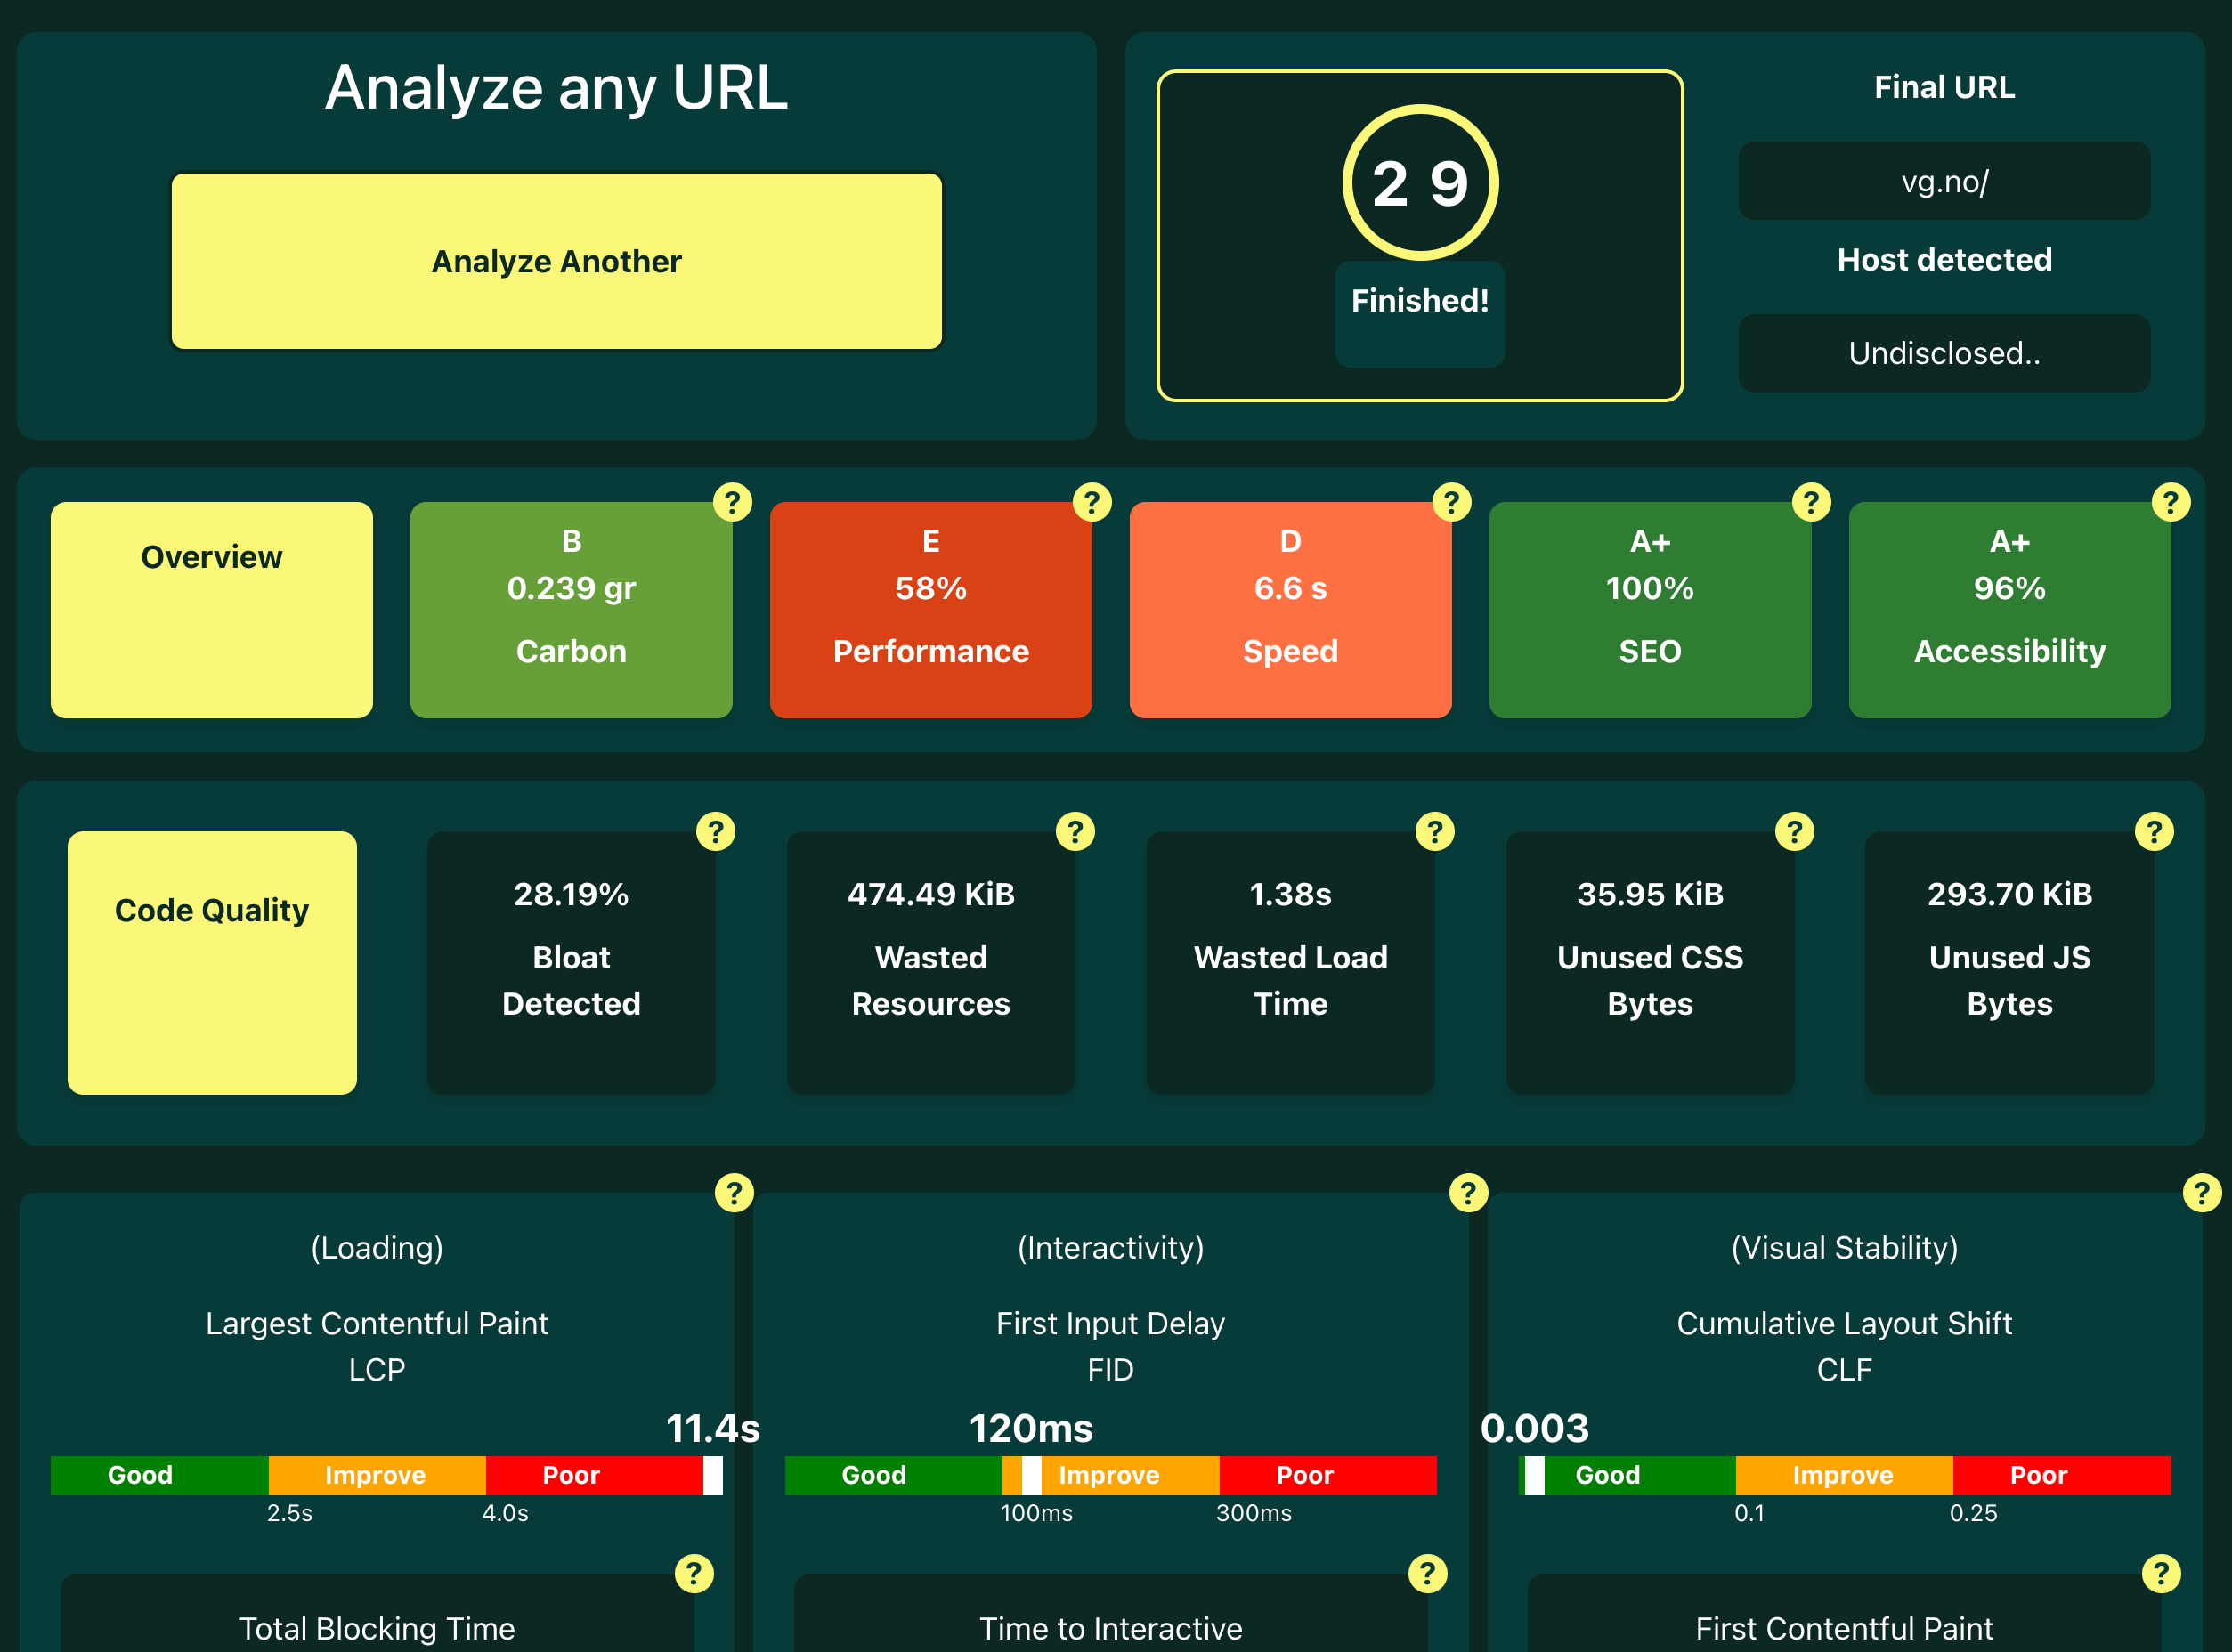 Analyze any URL
Analyze Another
2 9
Finished!
Final URL
vg.no/
Host detected
Undisclosed..
Overview
?
B
0.239 gr
Carbon
?
E
58%
Performance
?
D
6.6 s
Speed
?
A+
100%
SEO
?
A+
96%
Accessibility
Code Quality
?
28.19%
Bloat
Detected
?
474.49 KiB
Wasted
Resources
?
1.38s
Wasted Load
Time
?
35.95 KiB
Unused CSS
Bytes
?
293.70 KiB
Unused JS
Bytes
?
(Loading)
Largest Contentful Paint
LCP
11.4s
Good Improve Poor
2.5s 4.0s
?
Total Blocking Time
?
(Interactivity)
First Input Delay
FID
120ms
Good Improve Poor
100ms 300ms
?
Time to Interactive
?
(Visual Stability)
Cumulative Layout Shift
CLF
0.003
Good Improve Poor
0.1 0.25
?
First Contentful Paint